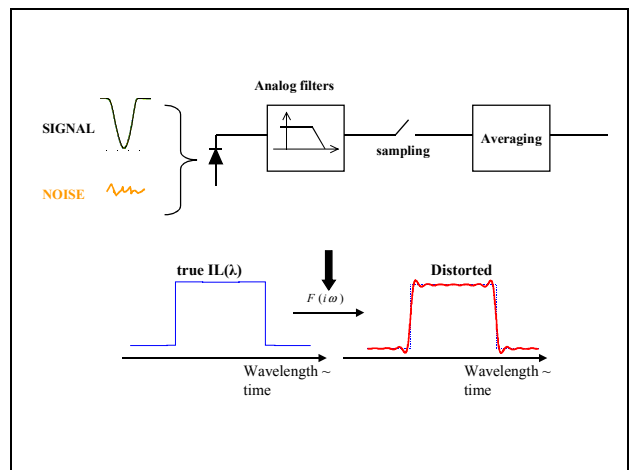 Analog filters
SIGNAL
NOISE
sampling
Averaging
true IL(λ)
F(iω)
Distorted
Wavelength ~
time
Wavelength ~
time